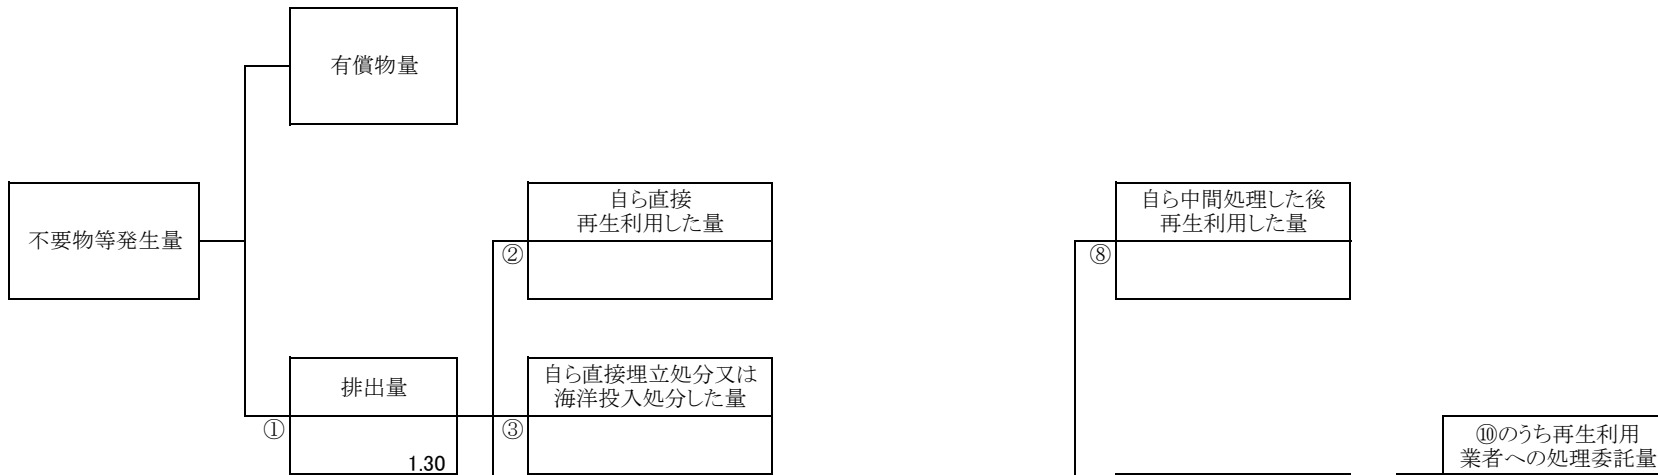 有償物量
不要物等発生量
自ら直接
再生利用した量
②
自ら中間処理した後
再生利用した量
⑧
排出量
①
1.30
自ら直接埋立処分又は
海洋投入処分した量
③
⑩のうち再生利用
業者への処理委託量